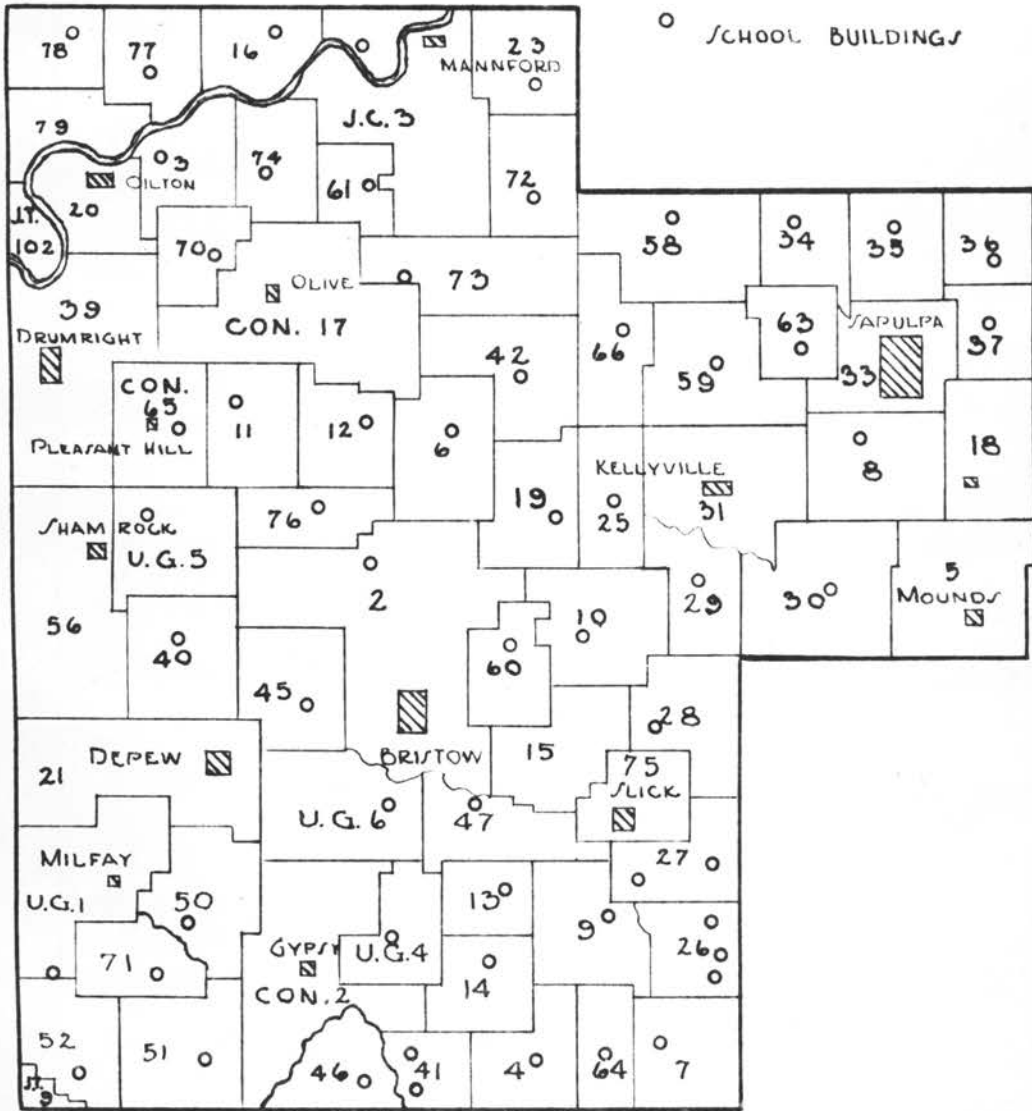 SCHOOL BUILDINGS
78
77
16
23
MANNFORD
79
J.C. 3
3
74
61
72
OILTON
20
JT.
102
70
58
34
35
36
OLIVE
73
39
CON. 17
DRUMRIGHT
42
66
59
63
SAPULPA
33
37
CON.
65
PLEASANT HILL
11
12
6
8
18
KELLYVILLE
31
19
25
76
SHAMROCK
U.G. 5
2
29
30
5
MOUNDS
56
40
10
60
45
28
DEPEW
21
BRISTOW
15
75
SLICK
U.G. 6
47
MILFAY
U.G. 1
50
27
13
9
26
71
GYPSY
U.G. 4
14
CON. 2
52
51
46
41
4
64
7
JT.
9